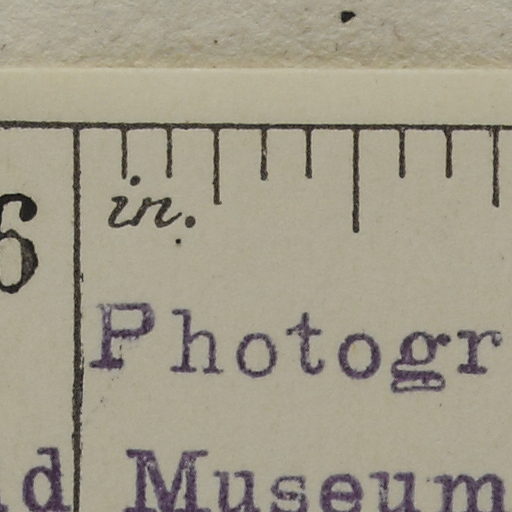 6 in.
Photogr
d Museum